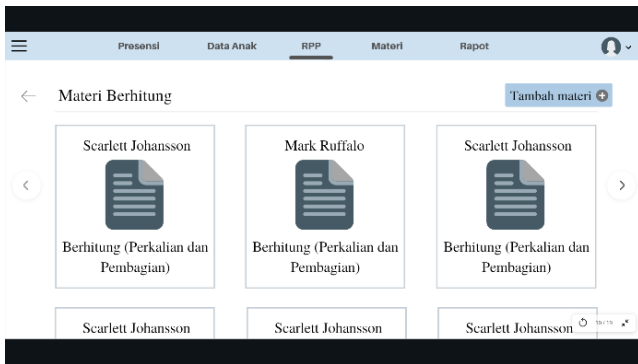 Presensi Data Anak RPP Materi Rapot
Materi Berhitung
Tambah materi
Scarlett Johansson Mark Ruffalo Scarlett Johansson
Berhitung (Perkalian dan Pembagian) Berhitung (Perkalian dan Pembagian) Berhitung (Perkalian dan Pembagian)
Scarlett Johansson Scarlett Johansson Scarlett Johansson